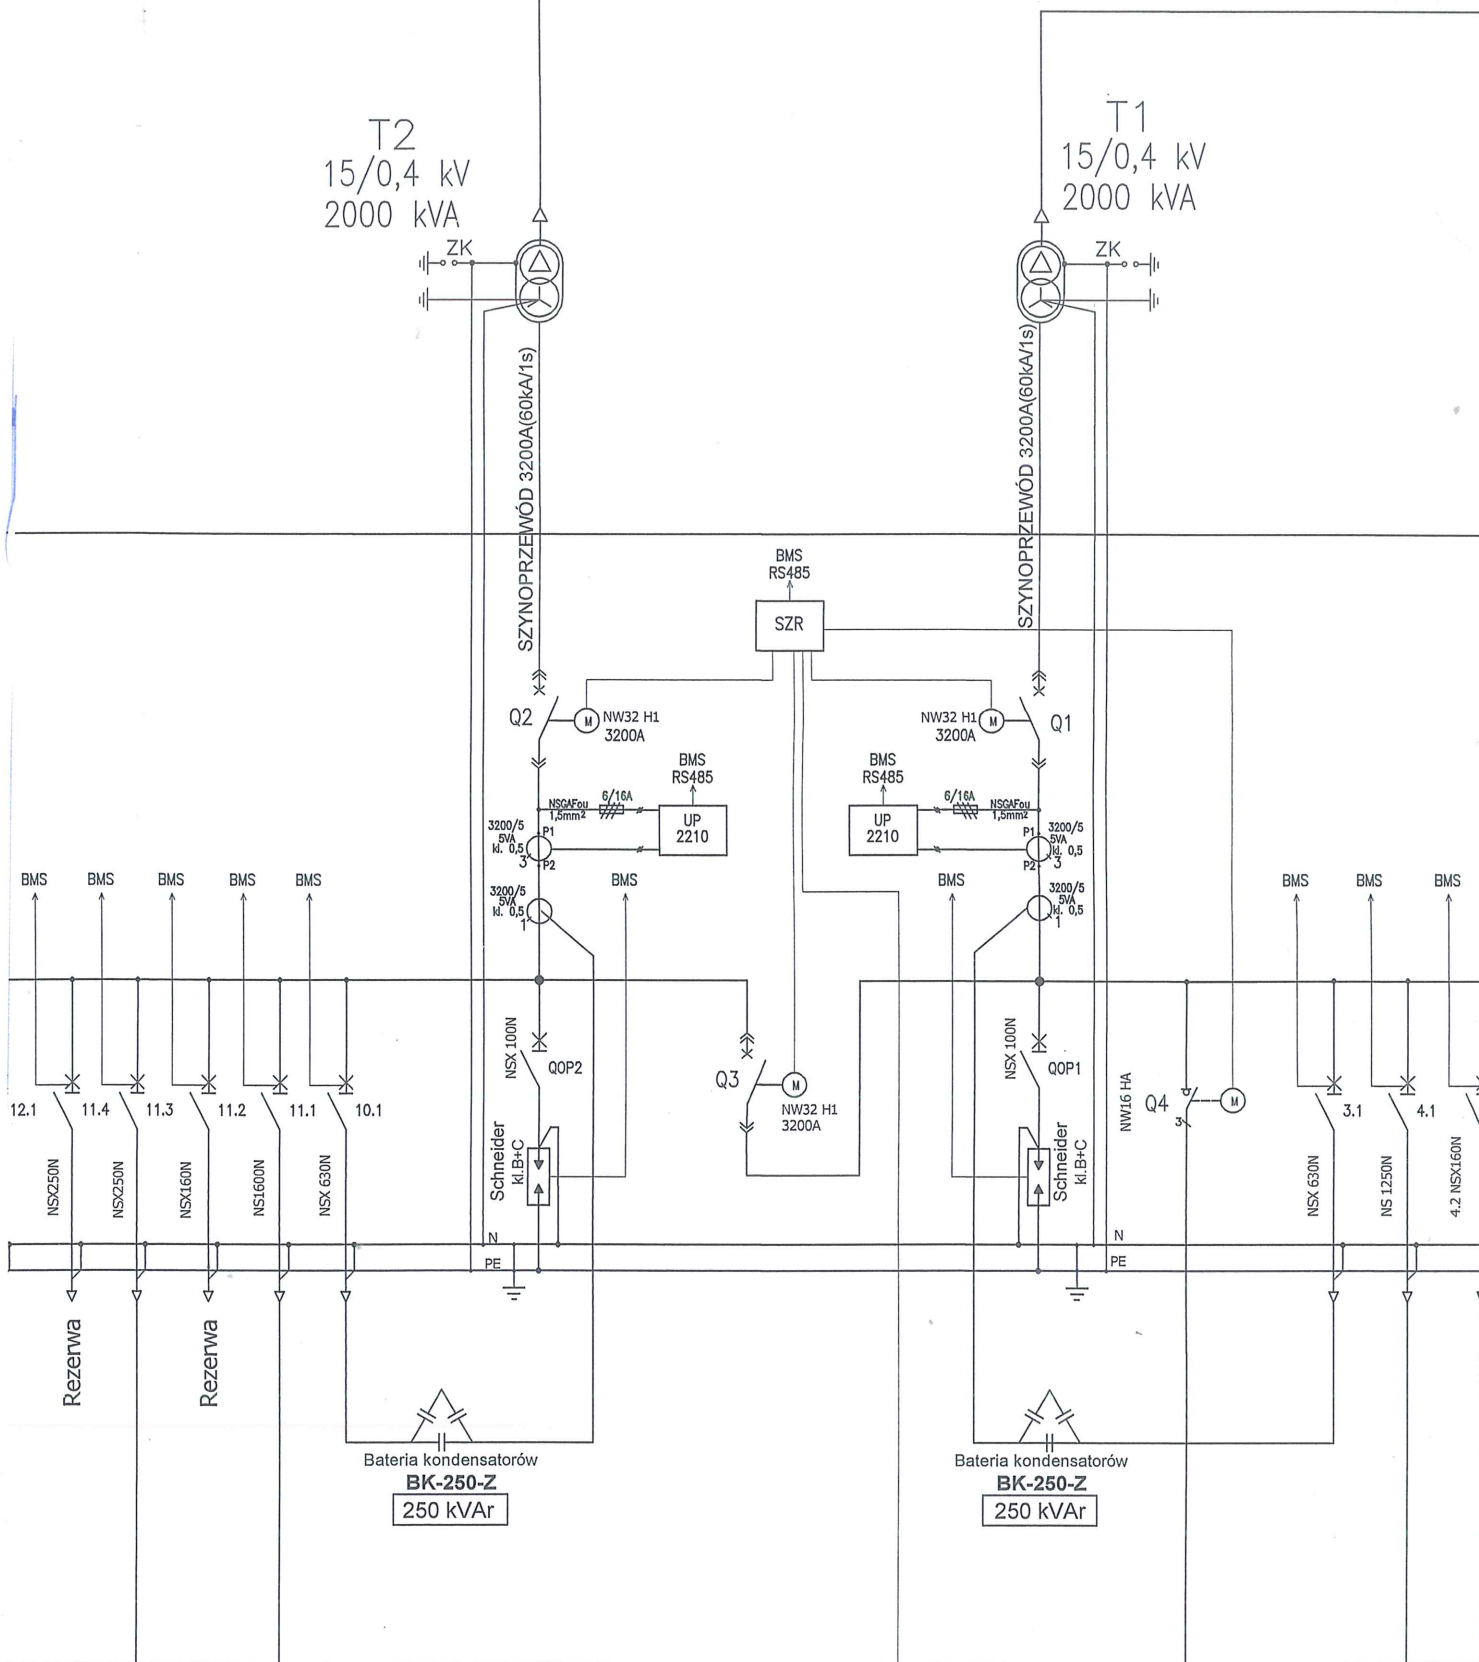 T2
15/0,4 kV
2000 kVA
T1
15/0,4 kV
2000 kVA
ZK
ZK
SZYNOPRZEWÓD 3200A(60kA/1s)
SZYNOPRZEWÓD 3200A(60kA/1s)
BMS
RS485
SZR
Q2
M
NW32 H1
3200A
NW32 H1
3200A
M
Q1
BMS
RS485
BMS
RS485
NSGAFou
1,5mm²
6/16A
UP
2210
UP
2210
6/16A
NSGAFou
1,5mm²
3200/5
5VA
kl. 0,5
3
P1
P2
P1
P2
3200/5
5VA
kl. 0,5
3
3200/5
5VA
kl. 0,5
1
3200/5
5VA
kl. 0,5
1
BMS
BMS
BMS
BMS
BMS
BMS
BMS
BMS
BMS
BMS
NSX 100N
QOP2
Q3
M
NW32 H1
3200A
NSX 100N
QOP1
NW16 HA
Q4
3
M
12.1
11.4
11.3
11.2
11.1
10.1
3.1
4.1
NSX250N
NSX250N
NSX160N
NS1600N
NSX 630N
Schneider
kl.B+C
Schneider
kl.B+C
NSX 630N
NS 1250N
4.2 NSX160N
N
PE
N
PE
Rezerwa
Rezerwa
Bateria kondensatorów
BK-250-Z
250 kVAr
Bateria kondensatorów
BK-250-Z
250 kVAr